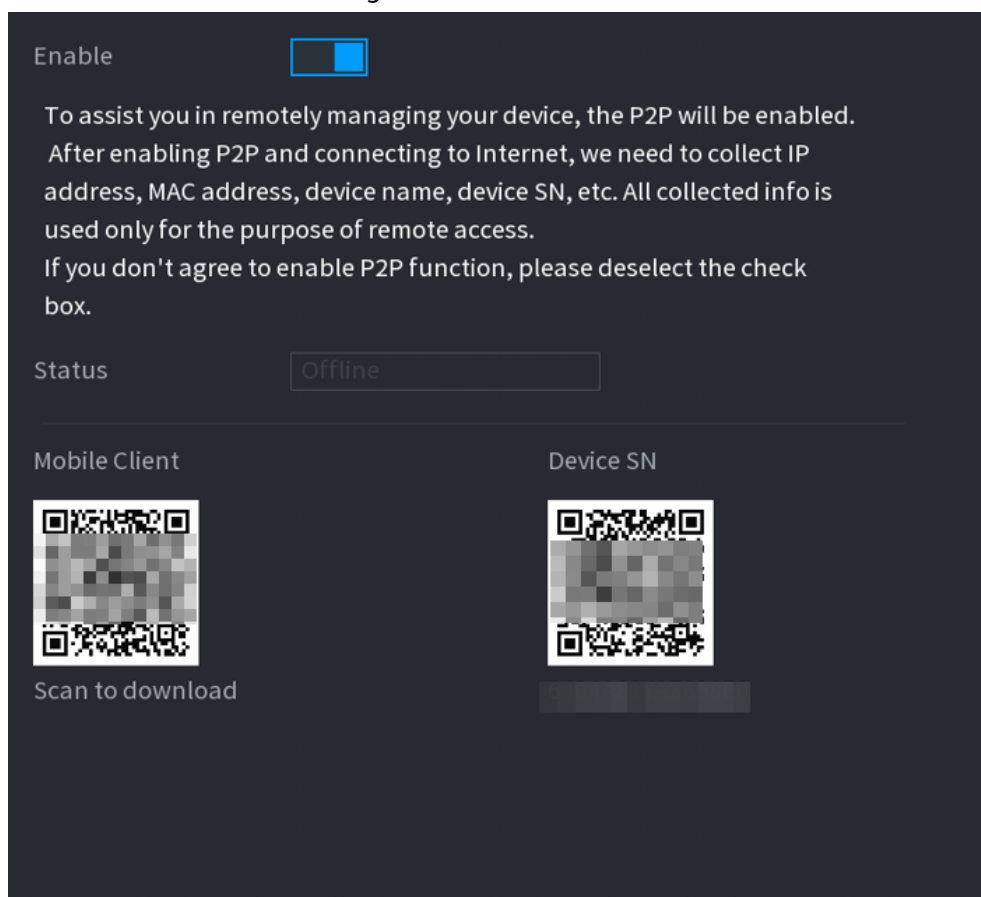 Enable
To assist you in remotely managing your device, the P2P will be enabled.
After enabling P2P and connecting to Internet, we need to collect IP
address, MAC address, device name, device SN, etc. All collected info is
used only for the purpose of remote access.
If you don't agree to enable P2P function, please deselect the check
box.
Status
Offline
Mobile Client
Device SN
Scan to download